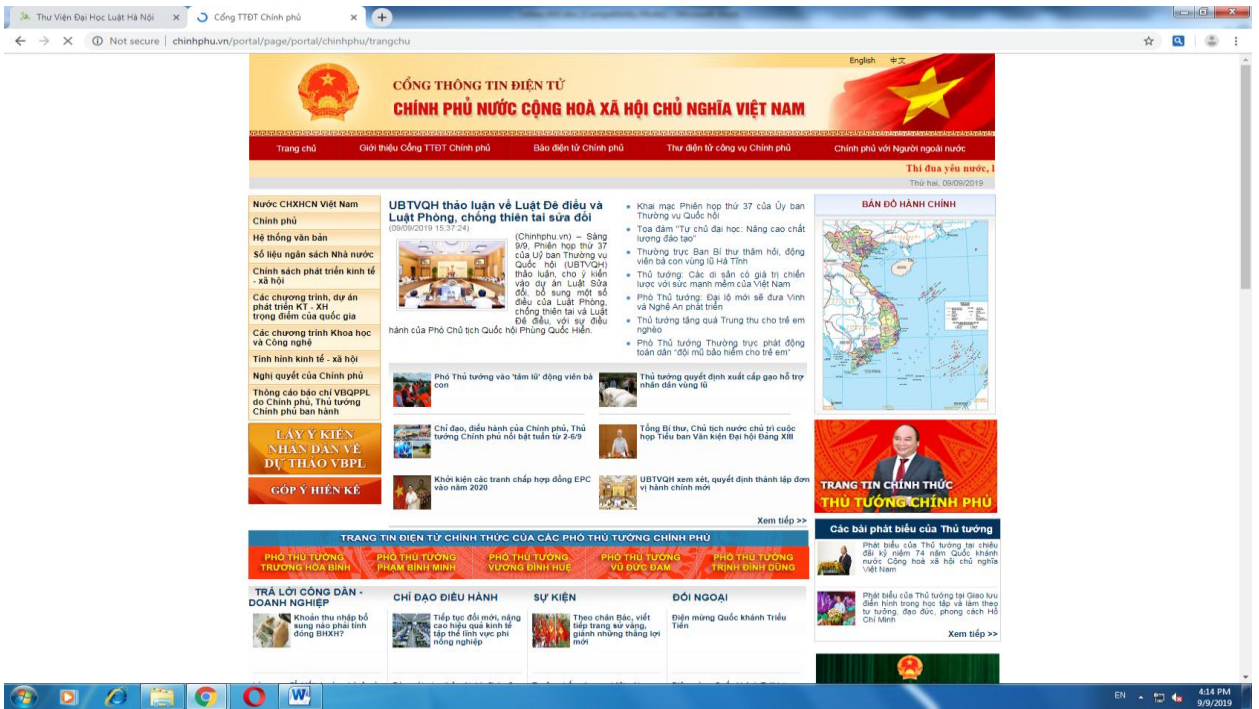 Thư Viện Đại Học Luật Hà Nội
Cổng TTĐT Chính phủ
Not secure | chinhphu.vn/portal/page/portal/chinhphu/trangchu
English 中文
CỔNG THÔNG TIN ĐIỆN TỬ
CHÍNH PHỦ NƯỚC CỘNG HOÀ XÃ HỘI CHỦ NGHĨA VIỆT NAM
Trang chủ
Giới thiệu Cổng TTĐT Chính phủ
Báo điện tử Chính phủ
Thư điện tử công vụ Chính phủ
Chính phủ với Người ngoài nước
Thi đua yêu nước,
Thứ hai, 09/09/2019
Nước CHXHCN Việt Nam
Chính phủ
Hệ thống văn bản
Số liệu ngân sách Nhà nước
Chính sách phát triển kinh tế
- xã hội
Các chương trình, dự án
phát triển KT - XH
trọng điểm của quốc gia
Các chương trình Khoa học
và Công nghệ
Tình hình kinh tế - xã hội
Nghị quyết của Chính phủ
Thông cáo báo chí VBQPPL
do Chính phủ, Thủ tướng
Chính phủ ban hành
LẤY Ý KIẾN
NHÂN DÂN VỀ
DỰ THẢO VBPL
GÓP Ý HIẾN KẾ
UBTVQH thảo luận về Luật Đê điều và
Luật Phòng, chống thiên tai sửa đổi
(09/09/2019 15:37:24)
(Chinhphu.vn) – Sáng
9/9, Phiên họp thứ 37
của Uỷ ban Thường vụ
Quốc hội (UBTVQH)
thảo luận, cho ý kiến
vào dự án Luật Sửa
đổi, bổ sung một số
điều của Luật Phòng,
chống thiên tai và Luật
Đê điều, với sự điều
hành của Phó Chủ tịch Quốc hội Phùng Quốc Hiển.
Khai mạc Phiên họp thứ 37 của Ủy ban
Thường vụ Quốc hội
Tọa đàm "Tự chủ đại học: Nâng cao chất
lượng đào tạo"
Thường trực Ban Bí thư thăm hỏi, động
viên bà con vùng lũ Hà Tĩnh
Thủ tướng: Các di sản có giá trị chiến
lược với sức mạnh mềm của Việt Nam
Phó Thủ tướng: Đại lộ mới sẽ đưa Vinh
và Nghệ An phát triển
Thủ tướng tặng quà Trung thu cho trẻ em
nghèo
Phó Thủ tướng Thường trực phát động
toàn dân "đội mũ bảo hiểm cho trẻ em"
Phó Thủ tướng vào 'tâm lũ' động viên bà
con
Thủ tướng quyết định xuất cấp gạo hỗ trợ
nhân dân vùng lũ
Chỉ đạo, điều hành của Chính phủ, Thủ
tướng Chính phủ nổi bật tuần từ 2-6/9
Tổng Bí thư, Chủ tịch nước chủ trì cuộc
họp Tiểu ban Văn kiện Đại hội Đảng XIII
Khởi kiện các tranh chấp hợp đồng EPC
vào năm 2020
UBTVQH xem xét, quyết định thành lập đơn
vị hành chính mới
Xem tiếp >>
BẢN ĐỒ HÀNH CHÍNH
TRANG TIN CHÍNH THỨC
THỦ TƯỚNG CHÍNH PHỦ
Các bài phát biểu của Thủ tướng
Phát biểu của Thủ tướng tại chiêu
đãi kỷ niệm 74 năm Quốc khánh
nước Cộng hoà xã hội chủ nghĩa
Việt Nam
Phát biểu của Thủ tướng tại Giao lưu
điển hình trong học tập và làm theo
tư tưởng, đạo đức, phong cách Hồ
Chí Minh
Xem tiếp >>
TRANG TIN ĐIỆN TỬ CHÍNH THỨC CỦA CÁC PHÓ THỦ TƯỚNG CHÍNH PHỦ
PHÓ THỦ TƯỚNG
TRƯƠNG HÒA BÌNH
PHÓ THỦ TƯỚNG
PHẠM BÌNH MINH
PHÓ THỦ TƯỚNG
VƯƠNG ĐÌNH HUỆ
PHÓ THỦ TƯỚNG
VŨ ĐỨC ĐAM
PHÓ THỦ TƯỚNG
TRỊNH ĐÌNH DŨNG
TRẢ LỜI CÔNG DÂN -
DOANH NGHIỆP
Khoản thu nhập bổ
sung nào phải tính
đóng BHXH?
CHỈ ĐẠO ĐIỀU HÀNH
Tiếp tục đổi mới, nâng
cao hiệu quả kinh tế
tập thể lĩnh vực phi
nông nghiệp
SỰ KIỆN
Theo chân Bác, viết
tiếp trang sử vàng,
giành những thắng lợi
mới
ĐỐI NGOẠI
Điện mừng Quốc khánh Triều
Tiên
EN
4:14 PM
9/9/2019